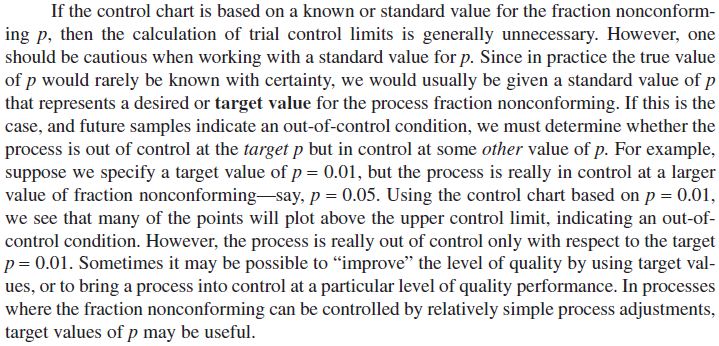 If the control chart is based on a known or standard value for the fraction nonconform-
ing p, then the calculation of trial control limits is generally unnecessary. However, one
should be cautious when working with a standard value for p. Since in practice the true value
of p would rarely be known with certainty, we would usually be given a standard value of p
that represents a desired or target value for the process fraction nonconforming. If this is the
case, and future samples indicate an out-of-control condition, we must determine whether the
process is out of control at the target p but in control at some other value of p. For example,
suppose we specify a target value of p = 0.01, but the process is really in control at a larger
value of fraction nonconforming—say, p = 0.05. Using the control chart based on p = 0.01,
we see that many of the points will plot above the upper control limit, indicating an out-of-
control condition. However, the process is really out of control only with respect to the target
p = 0.01. Sometimes it may be possible to “improve” the level of quality by using target val-
ues, or to bring a process into control at a particular level of quality performance. In processes
where the fraction nonconforming can be controlled by relatively simple process adjustments,
target values of p may be useful.